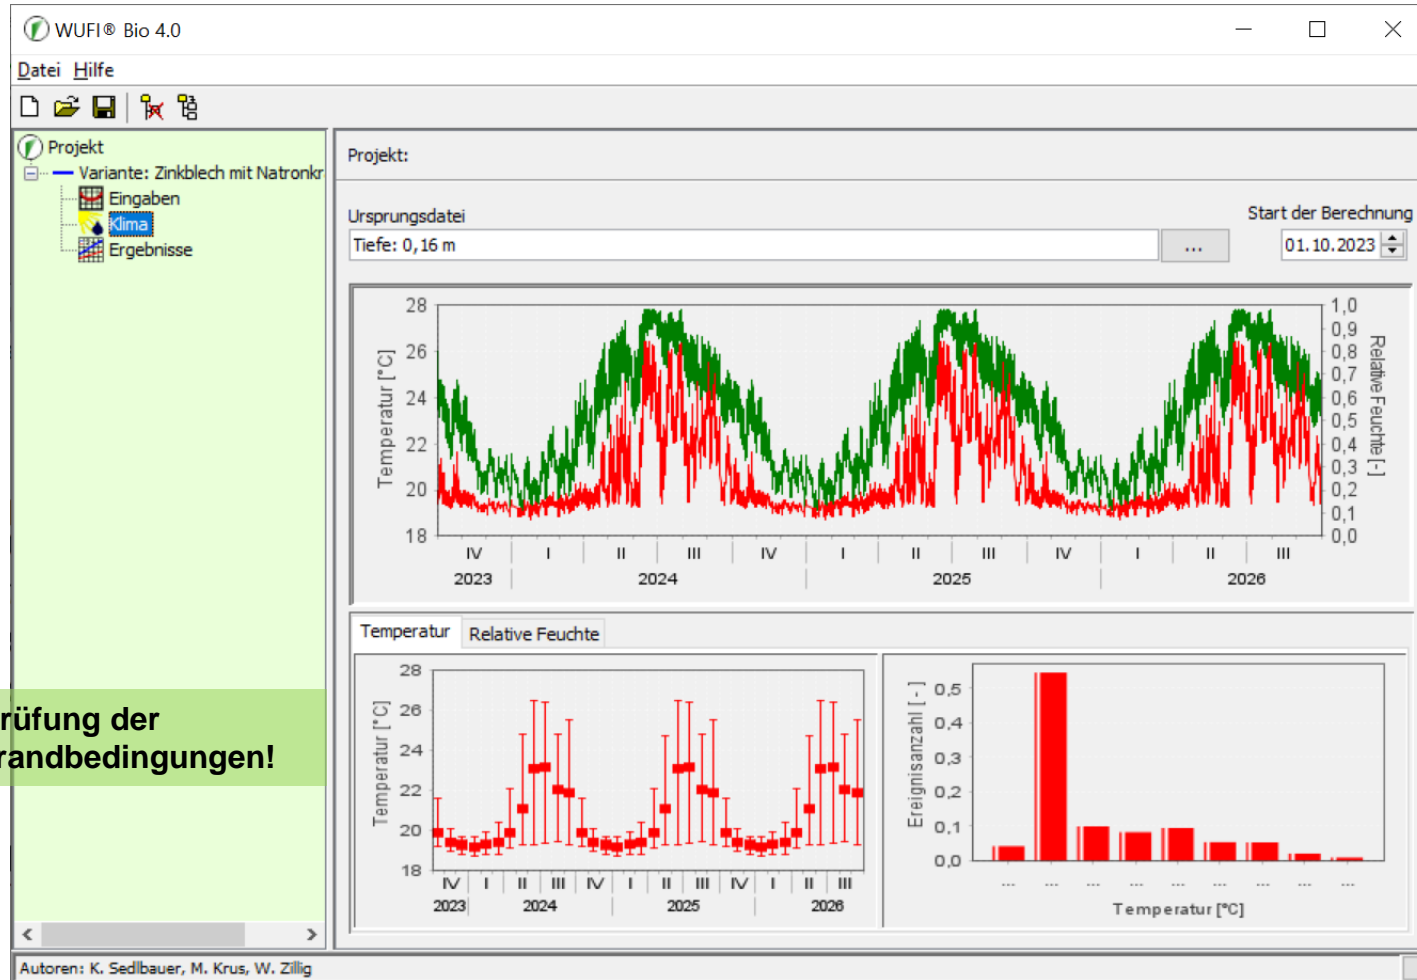 WUFI® Bio 4.0
Datei Hilfe
Projekt
Variante: Zinkblech mit Natronkr
Eingaben
Klima
Ergebnisse
Projekt:
Ursprungsdatei
Start der Berechnung
Tiefe: 0,16 m
...
01.10.2023
Temperatur [°C]
28
26
24
22
20
18
1,0
0,9
0,8
0,7
0,6
0,5
0,4
0,3
0,2
0,1
0,0
Relative Feuchte [-]
IV I II III IV I II III IV I II III
2023 2024 2025 2026
Temperatur Relative Feuchte
Temperatur [°C]
28
26
24
22
20
18
IV I II III IV I II III IV I II III
2023 2024 2025 2026
Ereignisanzahl [ - ]
0,5
0,4
0,3
0,2
0,1
0,0
... ... ... ... ... ... ... ... ...
Temperatur [°C]
rüfung der
randbedingungen!
Autoren: K. Sedlbauer, M. Krus, W. Zillig